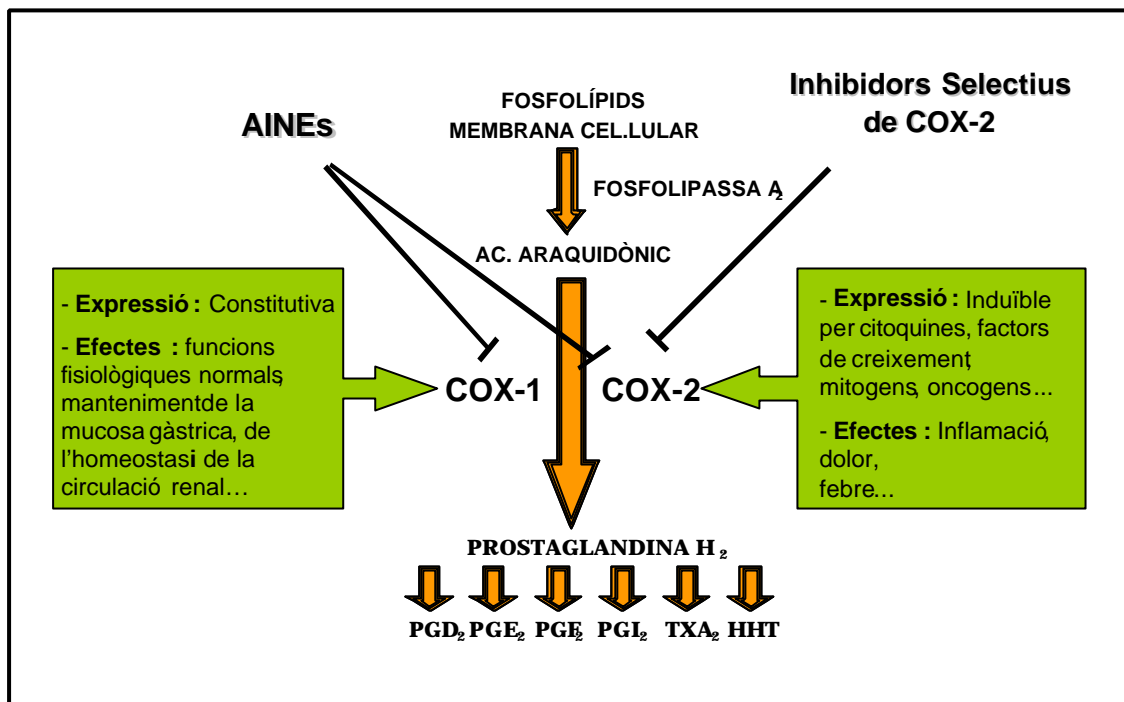 AINEs
FOSFOLÍPIDS
MEMBRANA CEL.LULAR
Inhibidors Selectius
de COX-2
FOSFOLIPASSA A2
AC. ARAQUIDÒNIC
- Expressió : Constitutiva
- Efectes : funcions
fisiològiques normals,
mantenimentde la
mucosa gàstrica, de
l'homeostasi de la
circulació renal…
COX-1
COX-2
- Expressió : Induïble
per citoquines, factors
de creixement,
mitogens, oncogens…
- Efectes : Inflamació,
dolor,
febre…
PROSTAGLANDINA H2
PGD2 PGE2 PGF2 PGI2 TXA2 HHT